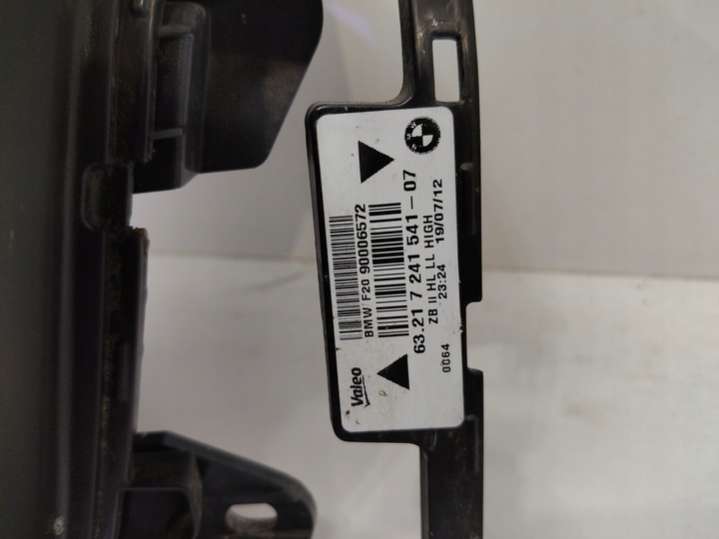 Valeo
BMW F20 90006572
63.21 7 241 541-07
ZB II HL LL HIGH
23:24 19/07/12
0064